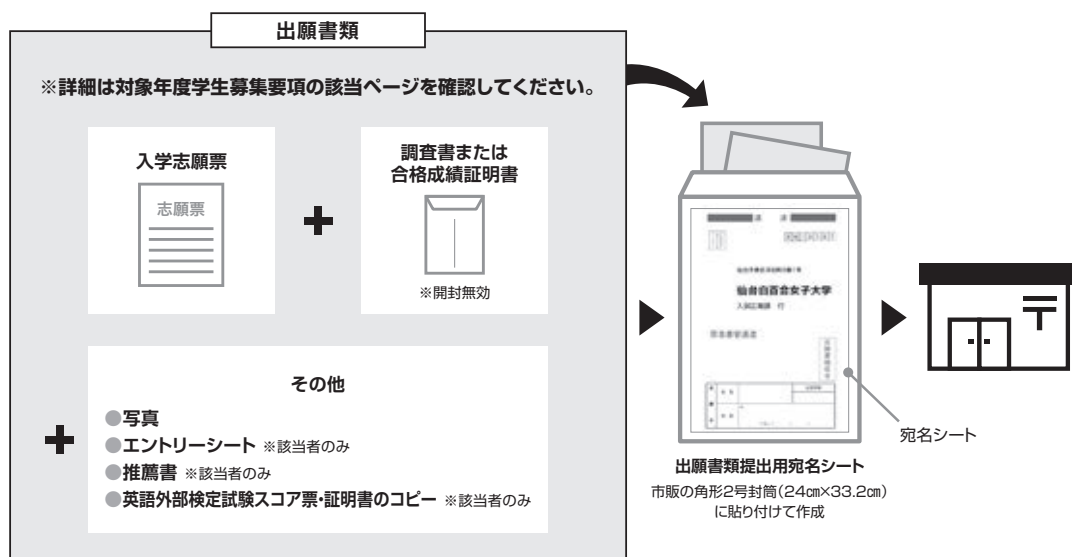 出願書類
※詳細は対象年度学生募集要項の該当ページを確認してください。
入学志願票
志願票
調査書または
合格成績証明書
※開封無効
その他
●写真
●エントリーシート ※該当者のみ
●推薦書 ※該当者のみ
●英語外部検定試験スコア票・証明書のコピー ※該当者のみ
仙台白百合女子大学
入試広報課 行
宛名シート
出願書類提出用宛名シート
市販の角形2号封筒(24㎝×33.2㎝)
に貼り付けて作成
〒